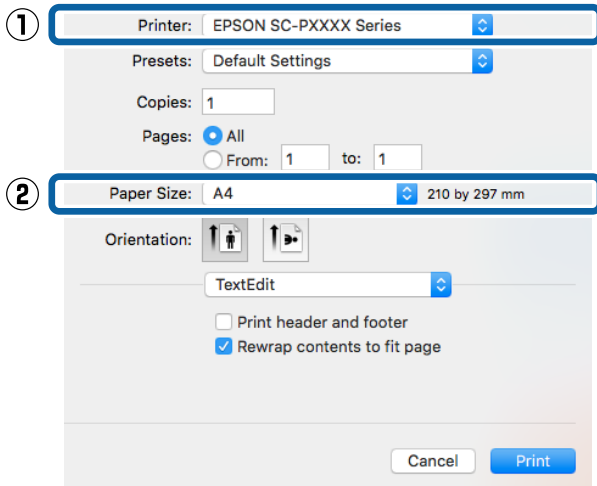 ① Printer: EPSON SC-PXXXX Series
Presets: Default Settings
Copies: 1
Pages: All
From: 1 to: 1
② Paper Size: A4 210 by 297 mm
Orientation:
TextEdit
Print header and footer
Rewrap contents to fit page
Cancel Print